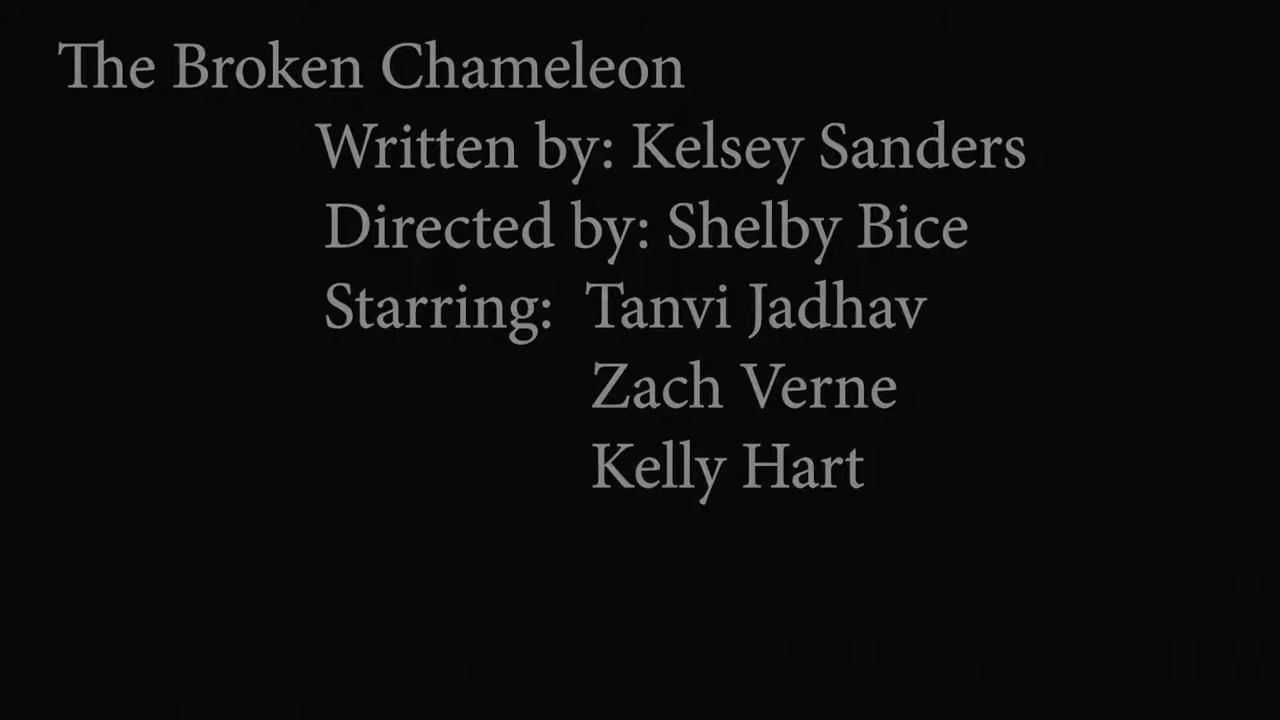 The Broken Chameleon
Written by: Kelsey Sanders
Directed by: Shelby Bice
Starring: Tanvi Jadhav
Zach Verne
Kelly Hart